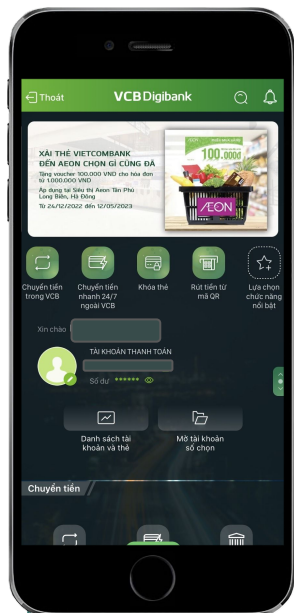 Thoát
VCB Digibank
XÀI THẺ VIETCOMBANK
ĐẾN AEON CHỌN GÌ CŨNG ĐÃ
Tặng voucher 100.000 VND cho hóa đơn
từ 1.000.000 VND
Áp dụng tại Siêu thị Aeon Tân Phú
Long Biên, Hà Đông
Từ 24/12/2022 đến 12/05/2023
100.000đ
ÆON
Chuyển tiền
trong VCB
Chuyển tiền
nhanh 24/7
ngoài VCB
Khóa thẻ
Rút tiền từ
mã QR
Lựa chọn
chức năng
nổi bật
Xin chào
TÀI KHOẢN THANH TOÁN
Số dư ******
Danh sách tài
khoản và thẻ
Mở tài khoản
số chọn
Chuyển tiền